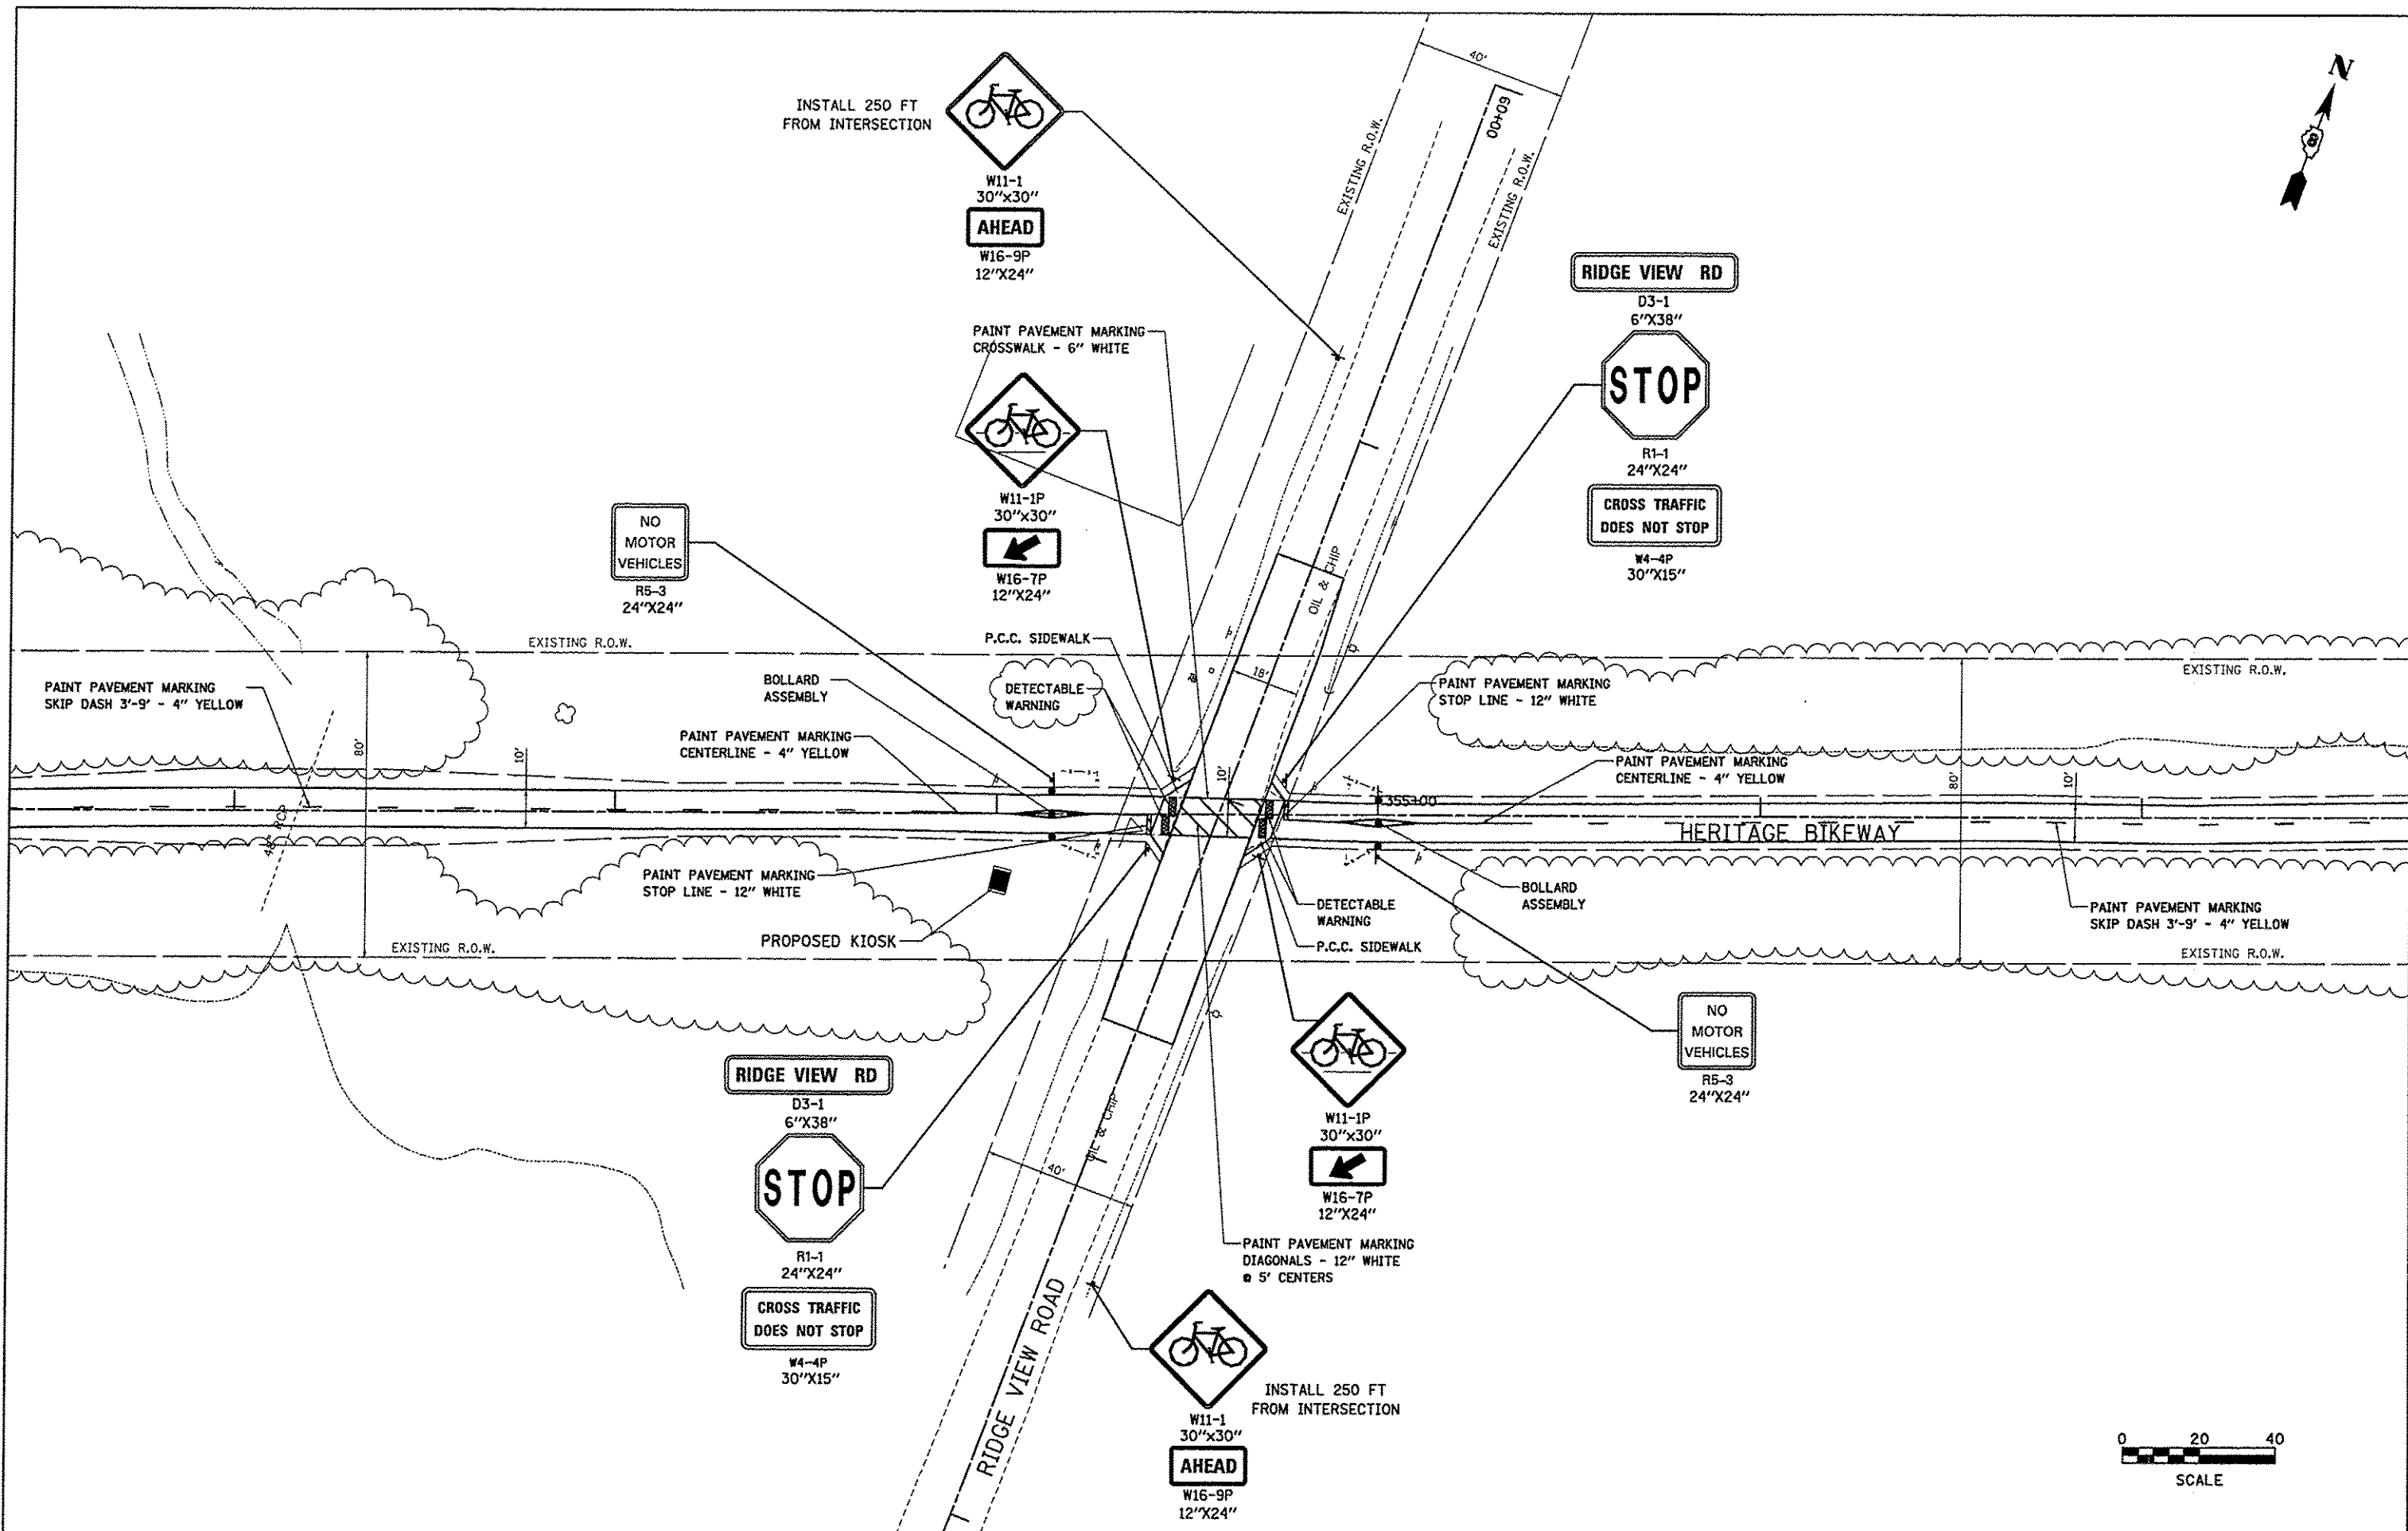 N
40'
60+00
EXISTING R.O.W.
EXISTING R.O.W.
INSTALL 250 FT
FROM INTERSECTION
W11-1
30"x30"
AHEAD
W16-9P
12"X24"
RIDGE VIEW RD
D3-1
6"X38"
STOP
R1-1
24"X24"
CROSS TRAFFIC
DOES NOT STOP
W4-4P
30"X15"
PAINT PAVEMENT MARKING
CROSSWALK - 6" WHITE
W11-1P
30"x30"
W16-7P
12"X24"
NO
MOTOR
VEHICLES
R5-3
24"X24"
OIL & CHIP
P.C.C. SIDEWALK
EXISTING R.O.W.
EXISTING R.O.W.
PAINT PAVEMENT MARKING
SKIP DASH 3'-9' - 4" YELLOW
BOLLARD
ASSEMBLY
DETECTABLE
WARNING
18'
PAINT PAVEMENT MARKING
STOP LINE - 12" WHITE
80'
10'
PAINT PAVEMENT MARKING
CENTERLINE - 4" YELLOW
10'
PAINT PAVEMENT MARKING
CENTERLINE - 4" YELLOW
80'
10'
355+00
48" RCP
HERITAGE BIKEWAY
PAINT PAVEMENT MARKING
STOP LINE - 12" WHITE
BOLLARD
ASSEMBLY
DETECTABLE
WARNING
PAINT PAVEMENT MARKING
SKIP DASH 3'-9' - 4" YELLOW
PROPOSED KIOSK
P.C.C. SIDEWALK
EXISTING R.O.W.
EXISTING R.O.W.
NO
MOTOR
VEHICLES
R5-3
24"X24"
RIDGE VIEW RD
D3-1
6"X38"
STOP
R1-1
24"X24"
CROSS TRAFFIC
DOES NOT STOP
W4-4P
30"X15"
OIL & CHIP
40'
W11-1P
30"x30"
W16-7P
12"X24"
PAINT PAVEMENT MARKING
DIAGONALS - 12" WHITE
@ 5' CENTERS
RIDGE VIEW ROAD
INSTALL 250 FT
FROM INTERSECTION
W11-1
30"x30"
AHEAD
W16-9P
12"X24"
0 20 40
SCALE